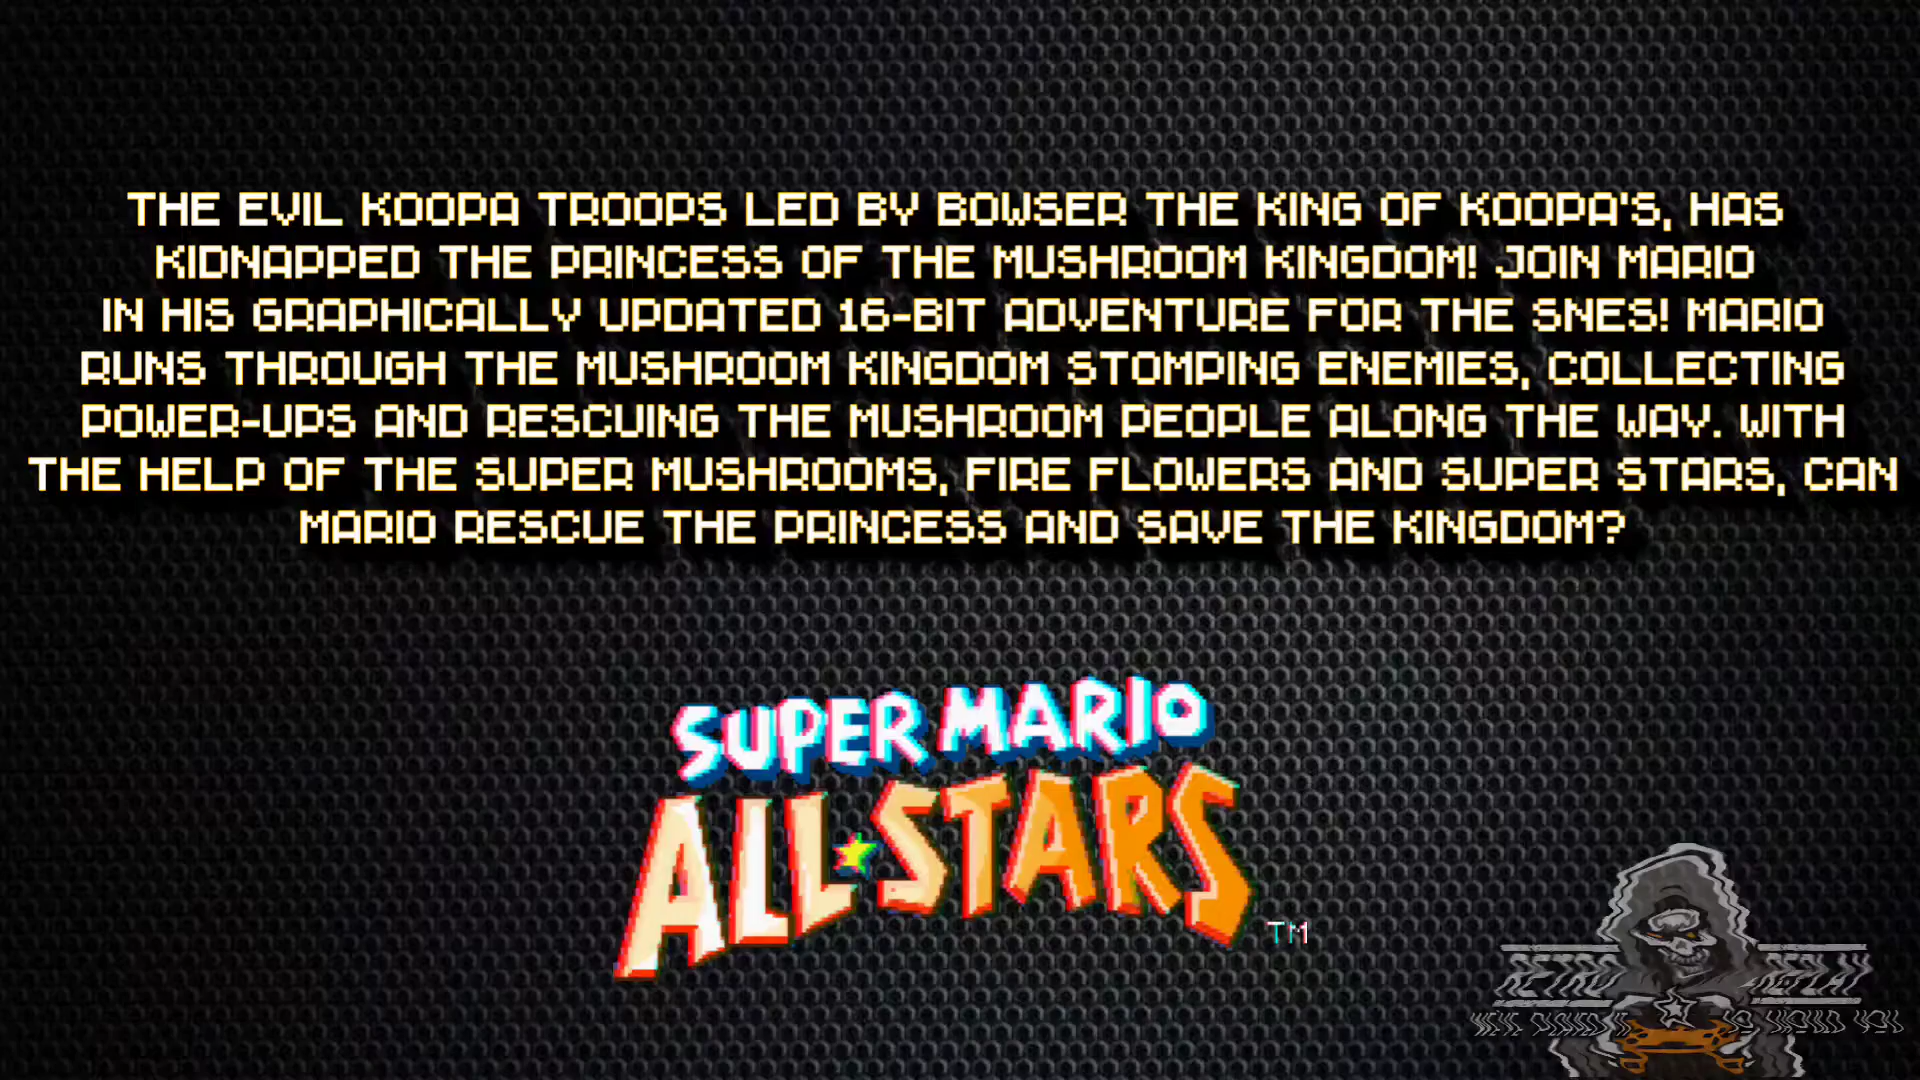 THE EVIL KOOPA TROOPS LED BY BOWSER THE KING OF KOOPA'S, HAS
KIDNAPPED THE PRINCESS OF THE MUSHROOM KINGDOM! JOIN MARIO
IN HIS GRAPHICALLY UPDATED 16-BIT ADVENTURE FOR THE SNES! MARIO
RUNS THROUGH THE MUSHROOM KINGDOM STOMPING ENEMIES, COLLECTING
POWER-UPS AND RESCUING THE MUSHROOM PEOPLE ALONG THE WAY. WITH
THE HELP OF THE SUPER MUSHROOMS, FIRE FLOWERS AND SUPER STARS, CAN
MARIO RESCUE THE PRINCESS AND SAVE THE KINGDOM?
SUPER MARIO
ALL STARS
TM
RETRO REPLAY